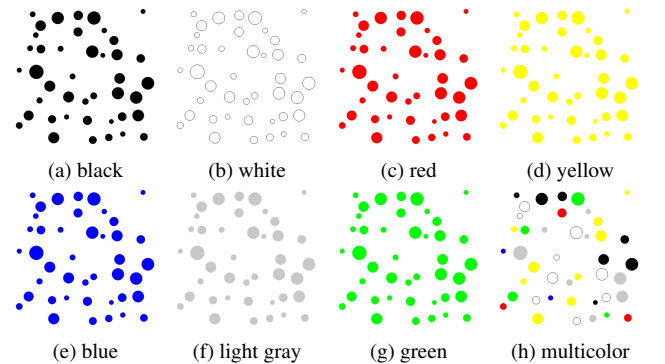 (a) black (b) white (c) red (d) yellow
(e) blue (f) light gray (g) green (h) multicolor